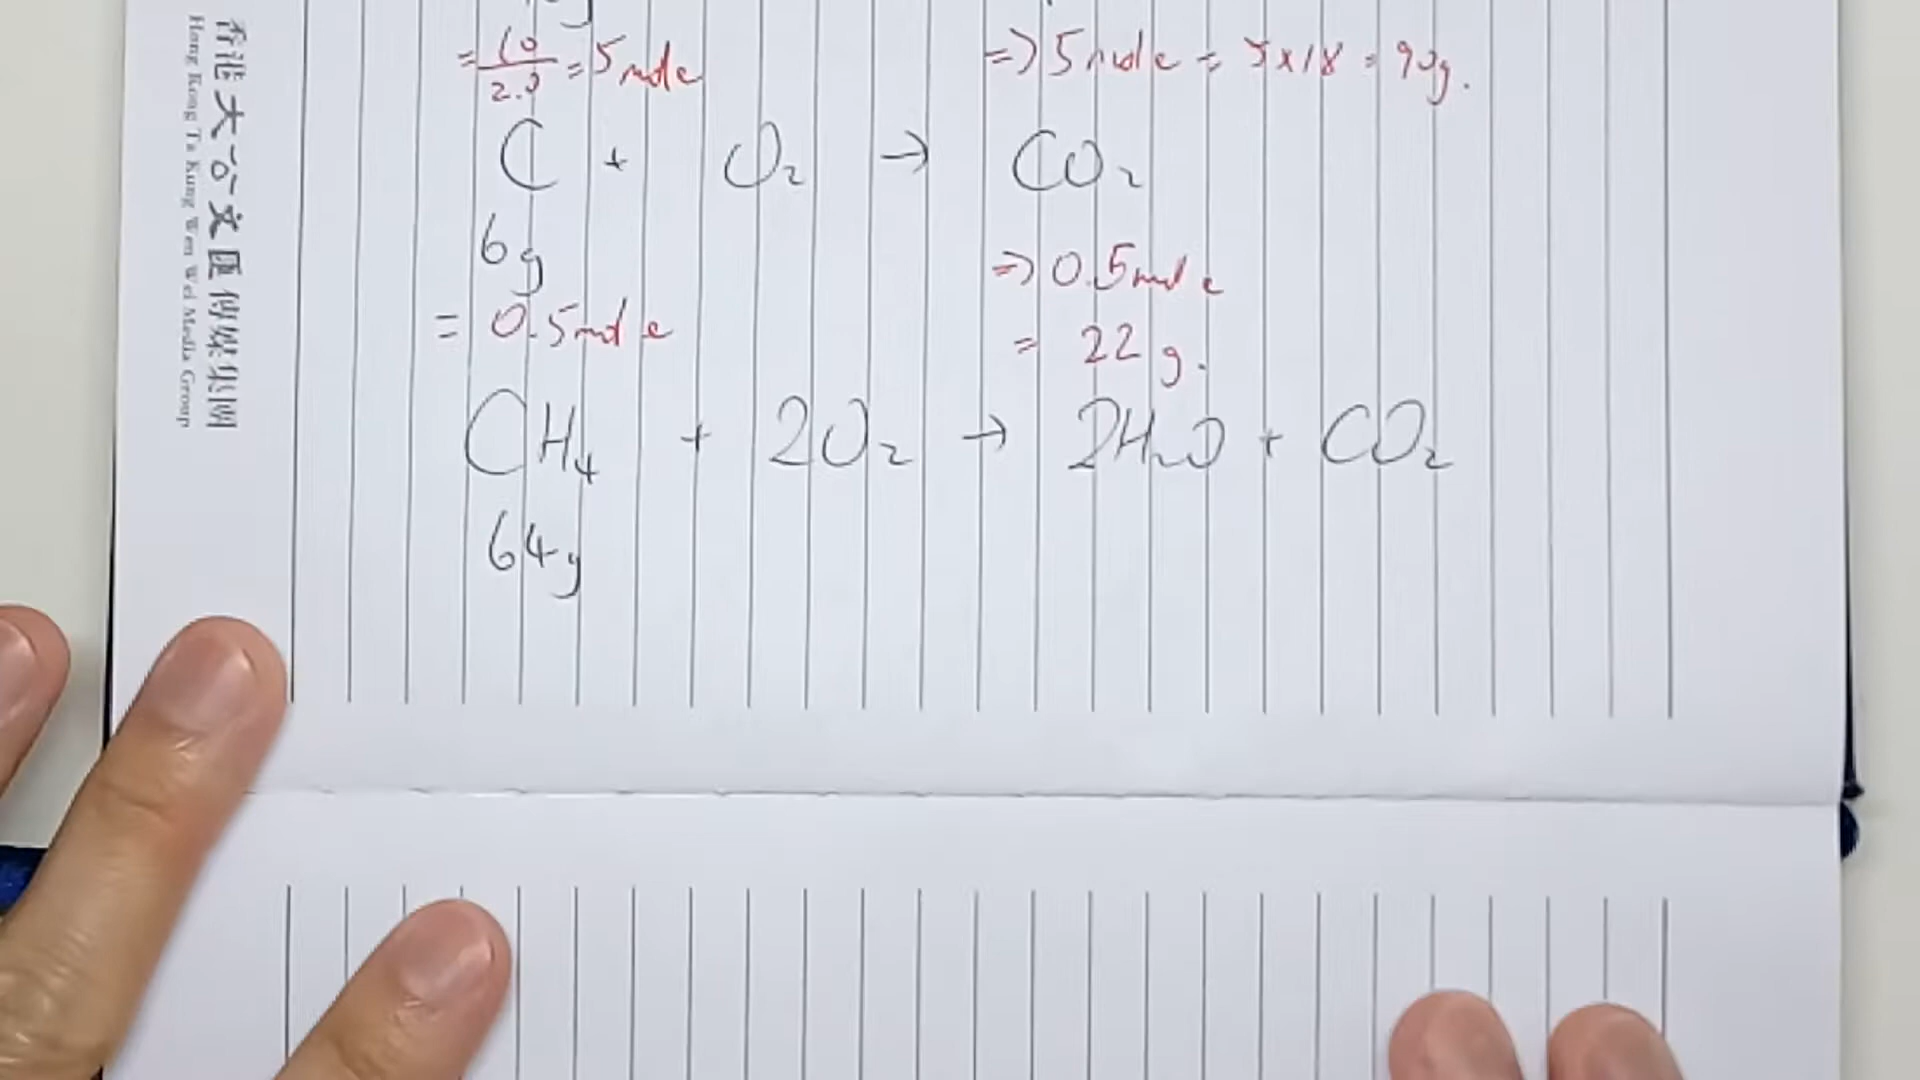 香港大公文匯傳媒集團
Hong Kong Ta Kung Wen Wei Media Group
= 10/2.0 = 5 mole => 5 mole = 5 x 18 = 90g.
C + O₂ → CO₂
6g => 0.5 mole
= 0.5 mole = 22 g.
CH₄ + 2O₂ → 2H₂O + CO₂
64g